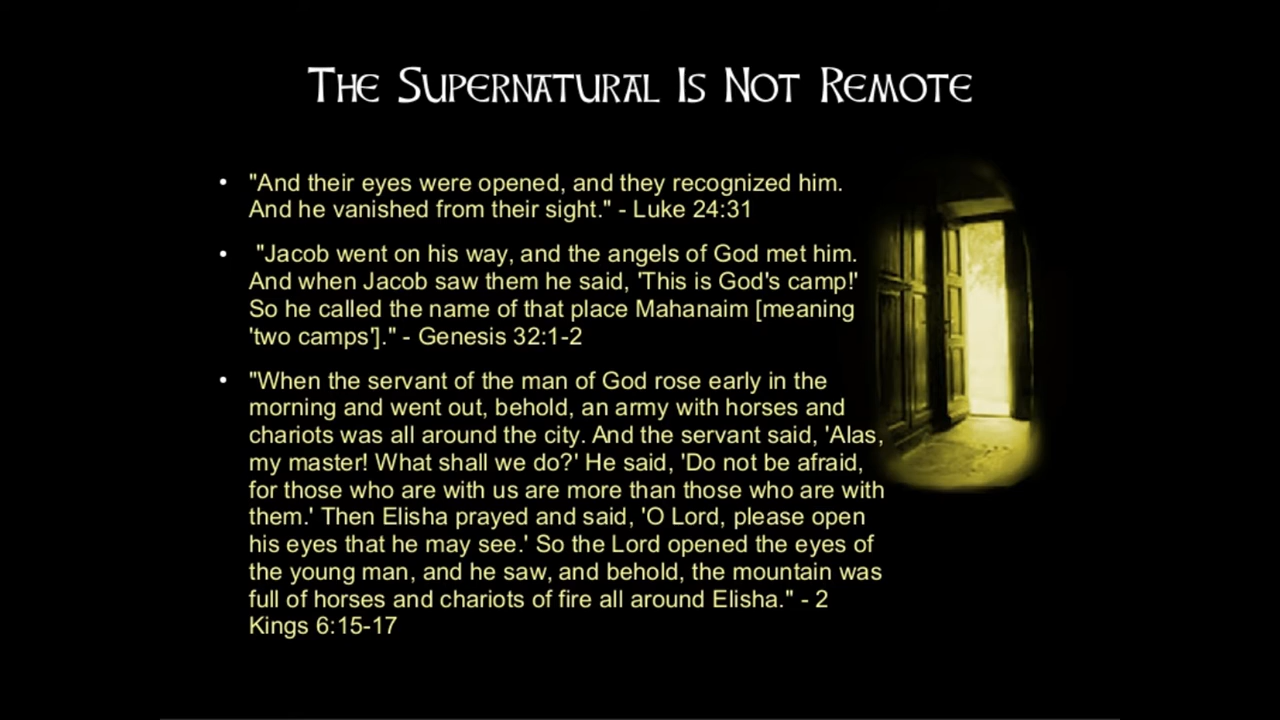 The Supernatural Is Not Remote
• "And their eyes were opened, and they recognized him.
And he vanished from their sight." - Luke 24:31
• "Jacob went on his way, and the angels of God met him.
And when Jacob saw them he said, 'This is God's camp!'
So he called the name of that place Mahanaim [meaning
'two camps']." - Genesis 32:1-2
• "When the servant of the man of God rose early in the
morning and went out, behold, an army with horses and
chariots was all around the city. And the servant said, 'Alas,
my master! What shall we do?' He said, 'Do not be afraid,
for those who are with us are more than those who are with
them.' Then Elisha prayed and said, 'O Lord, please open
his eyes that he may see.' So the Lord opened the eyes of
the young man, and he saw, and behold, the mountain was
full of horses and chariots of fire all around Elisha." - 2
Kings 6:15-17